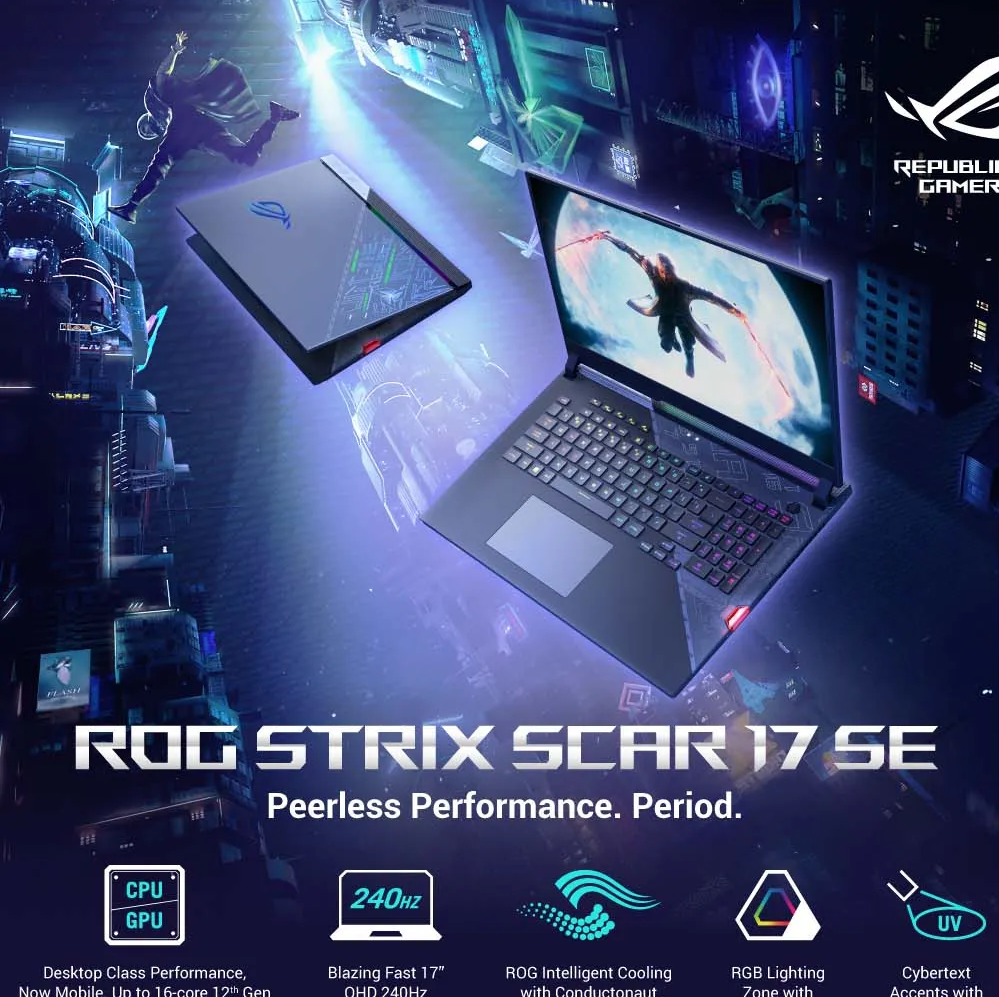 REPUBLI
GAMER
FLASH
ROG STRIX SCAR 17 SE
Peerless Performance. Period.
CPU
GPU
240HZ
UV
Desktop Class Performance,
Now Mobile. Up to 16-core 12th Gen
Blazing Fast 17”
QHD 240Hz
ROG Intelligent Cooling
with Conductonaut
RGB Lighting
Zone with
Cybertext
Accents with